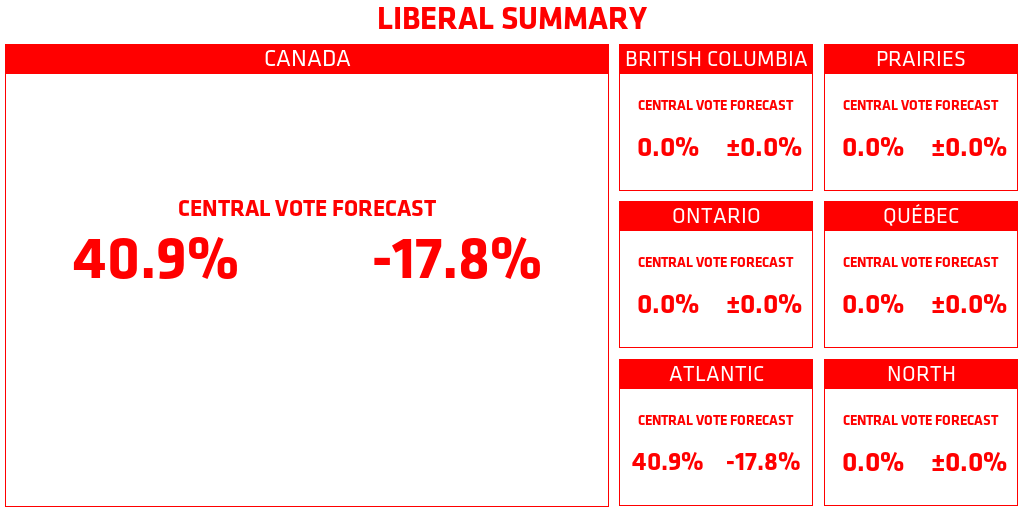 LIBERAL SUMMARY
CANADA
CENTRAL VOTE FORECAST
40.9% -17.8%
BRITISH COLUMBIA
CENTRAL VOTE FORECAST
0.0% ±0.0%
PRAIRIES
CENTRAL VOTE FORECAST
0.0% ±0.0%
ONTARIO
CENTRAL VOTE FORECAST
0.0% ±0.0%
QUÉBEC
CENTRAL VOTE FORECAST
0.0% ±0.0%
ATLANTIC
CENTRAL VOTE FORECAST
40.9% -17.8%
NORTH
CENTRAL VOTE FORECAST
0.0% ±0.0%